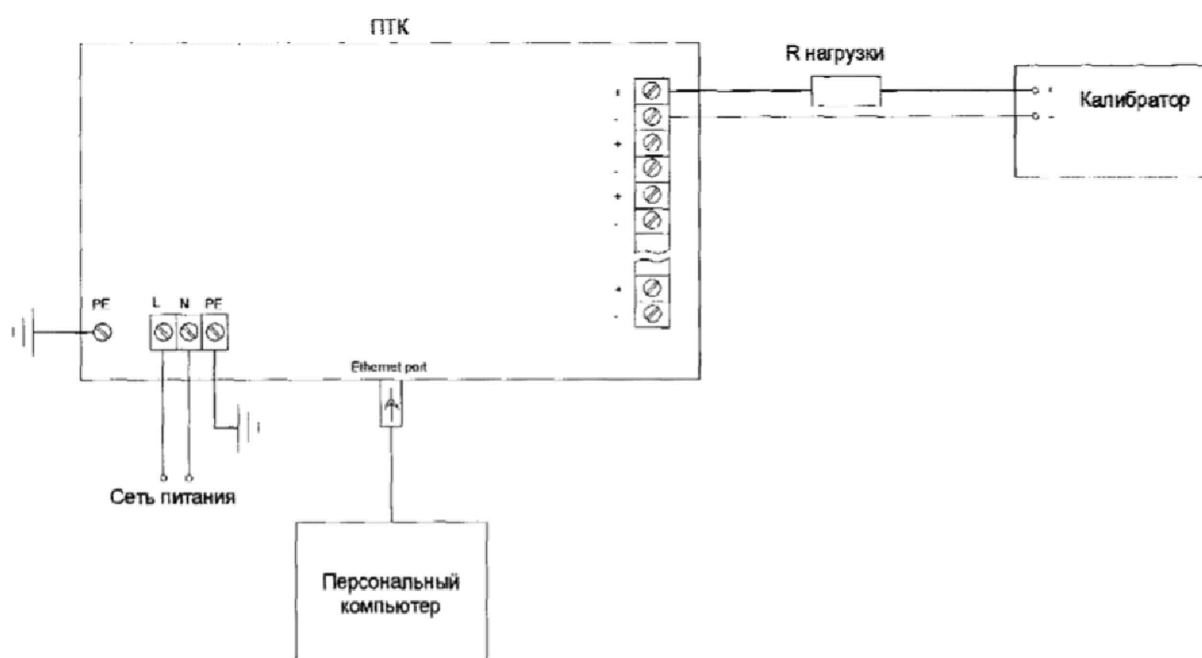 ПТК
R нагрузки
Калибратор
+
-
+
-
+
-
+
-
+
-
PE
L N PE
Ethernet port
Сеть питания
Персональный
компьютер